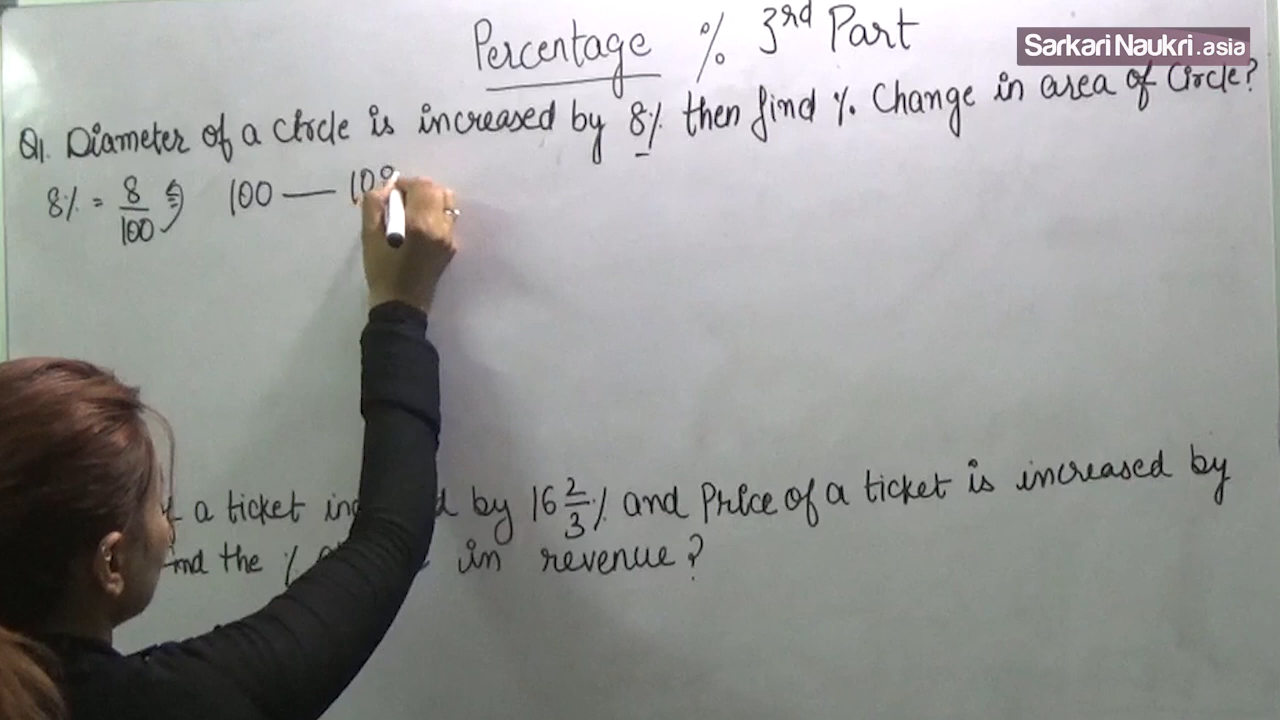 Percentage % 3rd Part
SarkariNaukri.asia
Q1. Diameter of a circle is increased by 8% then find % Change in area of Circle?
8% = 8/100 100 — 108
a ticket by 16 2/3 % and Price of a ticket is increased by
the % in revenue?